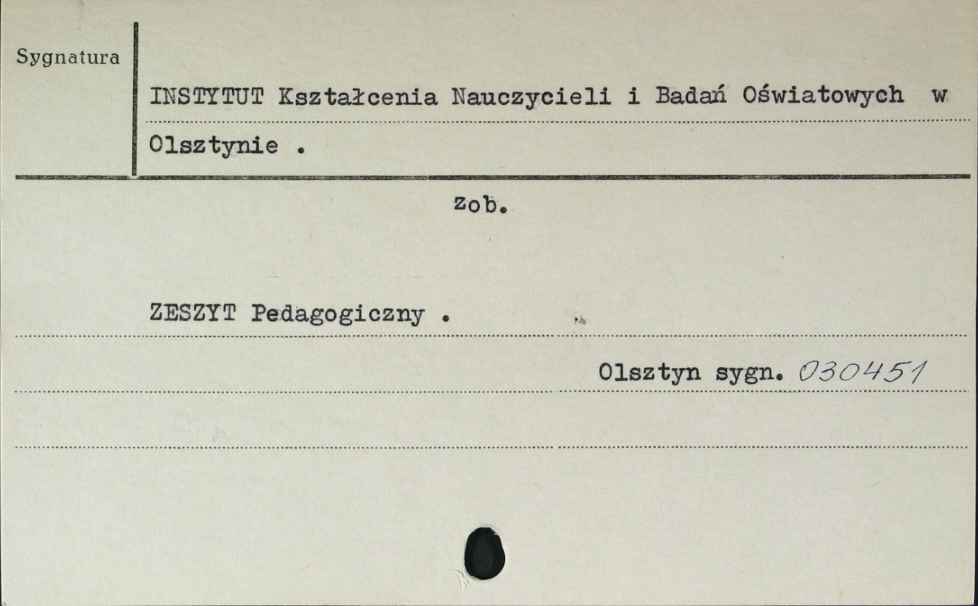 Sygnatura
INSTYTUT Kształcenia Nauczycieli i Badań Oświatowych w
Olsztynie .
zob.
ZESZYT Pedagogiczny .
Olsztyn sygn. 030451